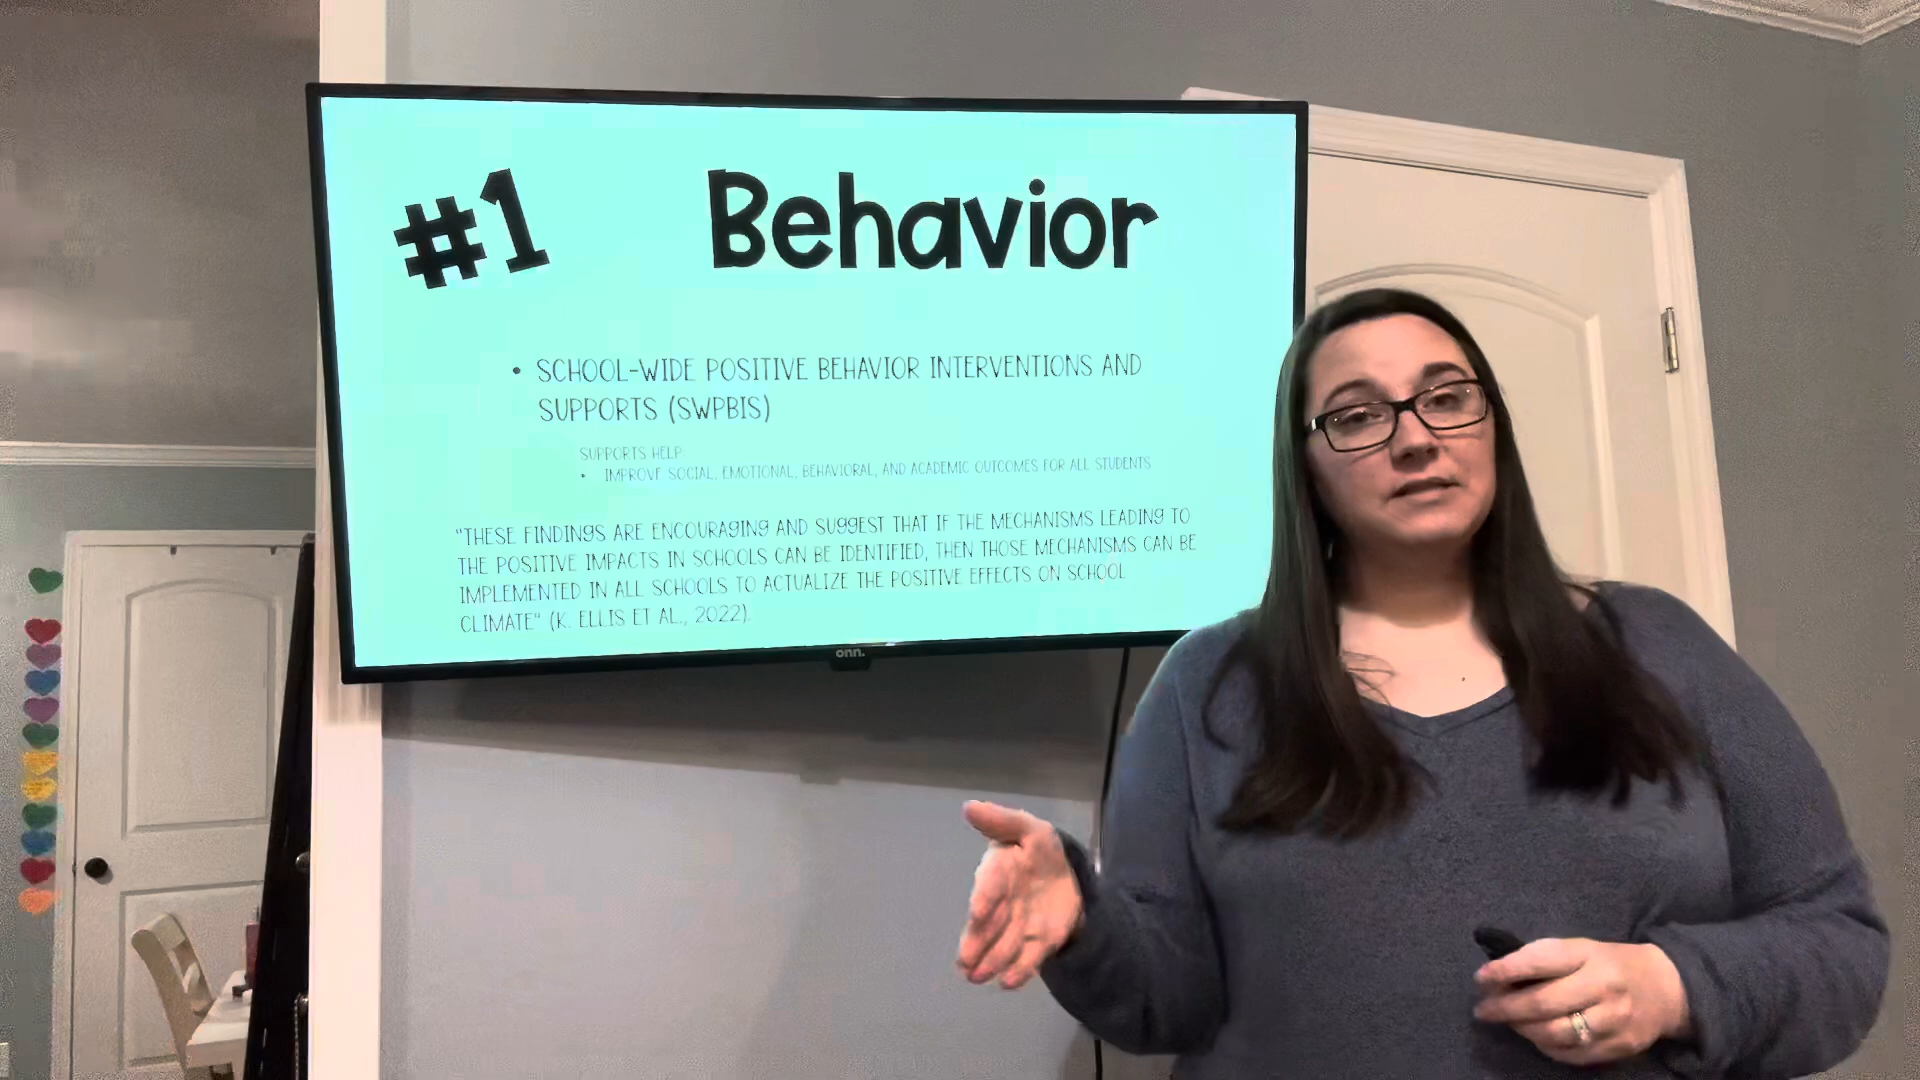 #1 Behavior
• SCHOOL-WIDE POSITIVE BEHAVIOR INTERVENTIONS AND
SUPPORTS (SWPBIS)
SUPPORTS HELP:
• IMPROVE SOCIAL, EMOTIONAL, BEHAVIORAL, AND ACADEMIC OUTCOMES FOR ALL STUDENTS
"THESE FINDINGS ARE ENCOURAGING AND SUGGEST THAT IF THE MECHANISMS LEADING TO
THE POSITIVE IMPACTS IN SCHOOLS CAN BE IDENTIFIED, THEN THOSE MECHANISMS CAN BE
IMPLEMENTED IN ALL SCHOOLS TO ACTUALIZE THE POSITIVE EFFECTS ON SCHOOL
CLIMATE" (K. ELLIS ET AL., 2022).
onn.